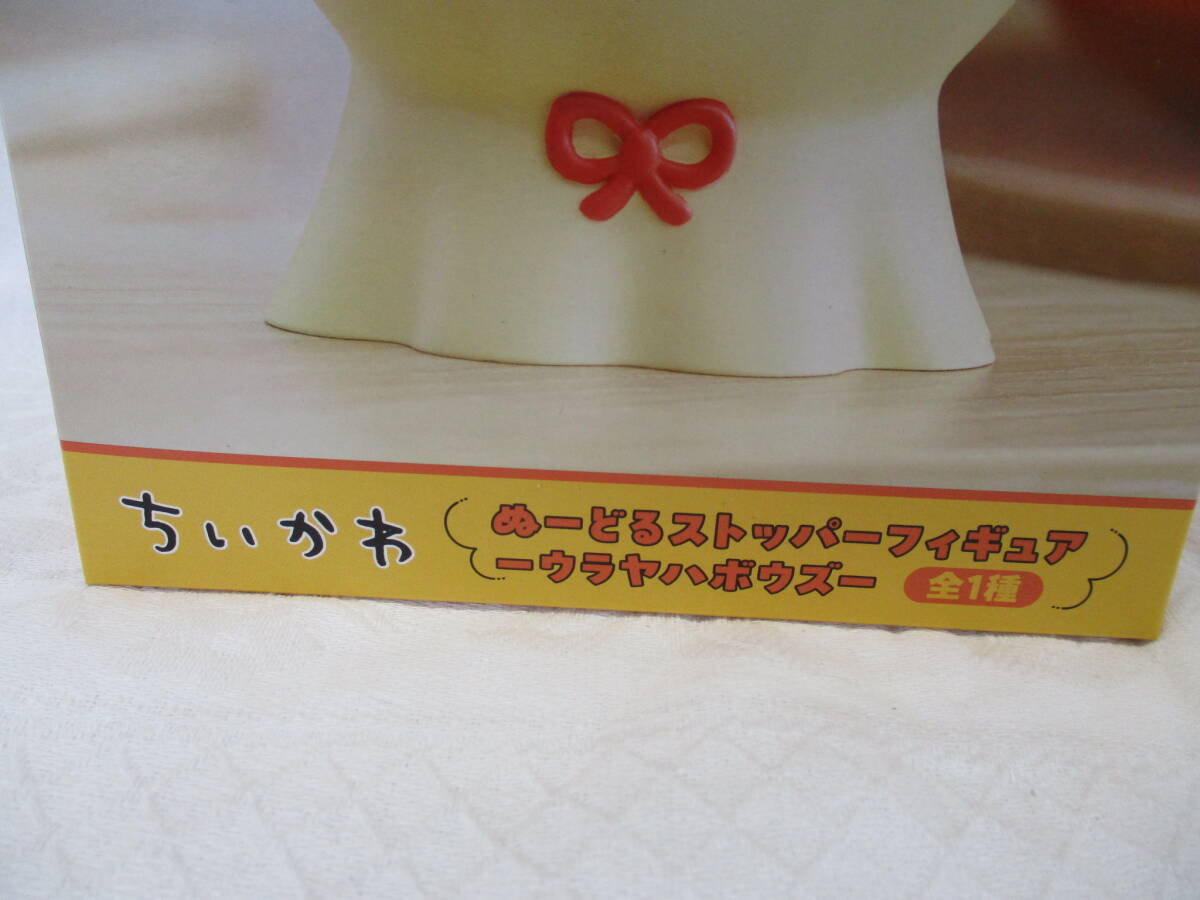 ちいかわ
ぬーどるストッパーフィギュア
ーウラヤハボウズー
全1種